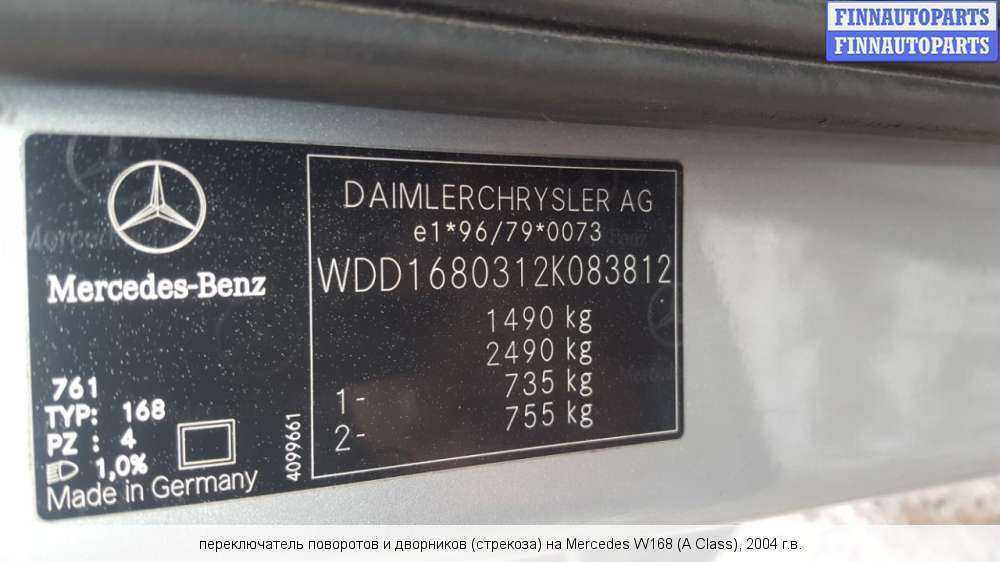 FINNAUTOPARTS
FINNAUTOPARTS
Mercedes-Benz
761
TYP: 168
PZ : 4
1,0%
Made in Germany
4099661
DAIMLERCHRYSLER AG
e1*96/79*0073
WDD1680312K083812
1490 kg
2490 kg
1- 735 kg
2- 755 kg
переключатель поворотов и дворников (стрекоза) на Mercedes W168 (A Class), 2004 г.в.